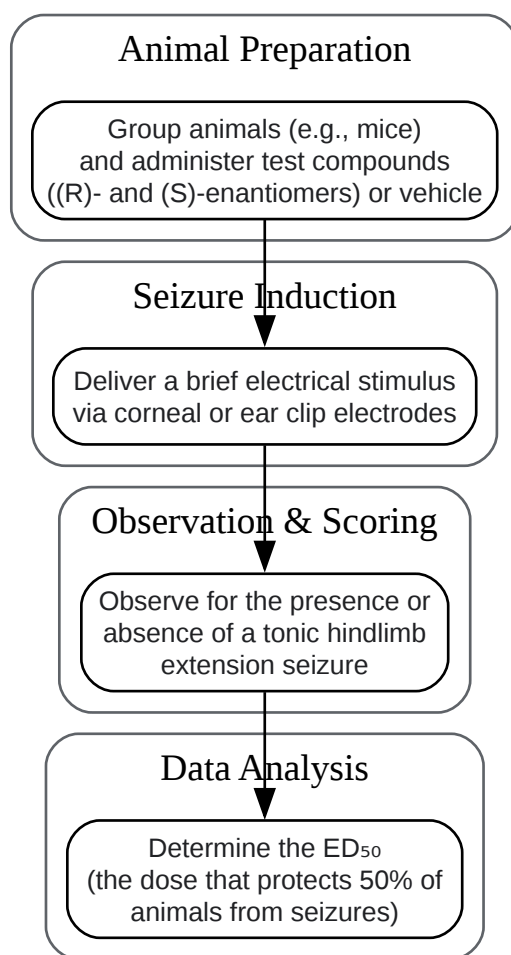 Animal Preparation
Group animals (e.g., mice)
and administer test compounds
((R)- and (S)-enantiomers) or vehicle
Seizure Induction
Deliver a brief electrical stimulus
via corneal or ear clip electrodes
Observation & Scoring
Observe for the presence or
absence of a tonic hindlimb
extension seizure
Data Analysis
Determine the ED₅₀
(the dose that protects 50% of
animals from seizures)